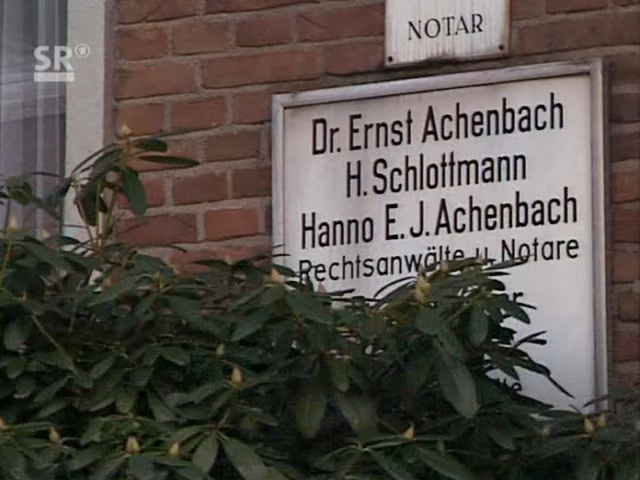 SR
NOTAR
Dr. Ernst Achenbach
H. Schlottmann
Hanno E. J. Achenbach
Rechtsanwälte u. Notare